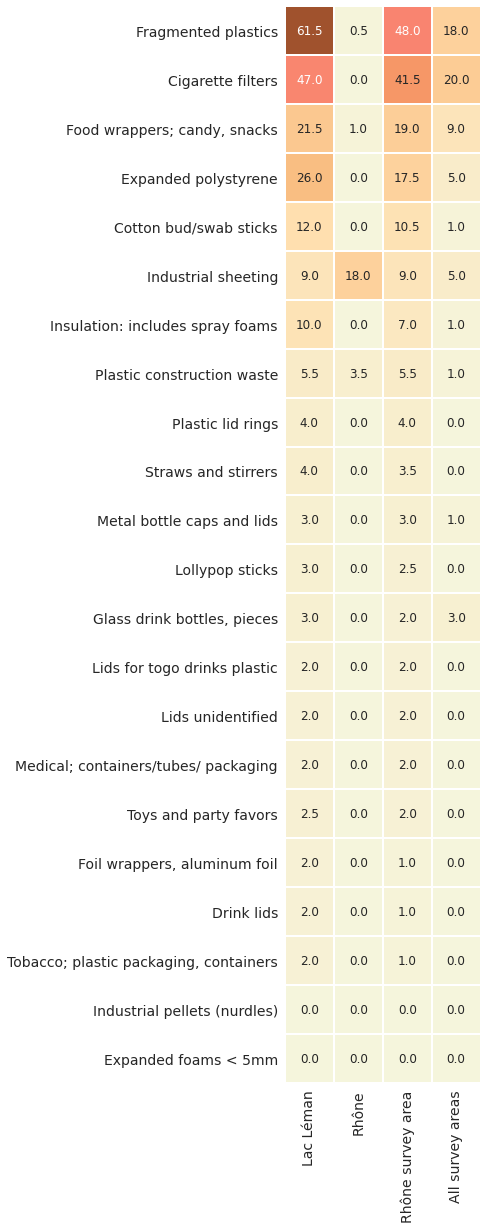 Fragmented plastics 61.5 0.5 48.0 18.0
Cigarette filters 47.0 0.0 41.5 20.0
Food wrappers; candy, snacks 21.5 1.0 19.0 9.0
Expanded polystyrene 26.0 0.0 17.5 5.0
Cotton bud/swab sticks 12.0 0.0 10.5 1.0
Industrial sheeting 9.0 18.0 9.0 5.0
Insulation: includes spray foams 10.0 0.0 7.0 1.0
Plastic construction waste 5.5 3.5 5.5 1.0
Plastic lid rings 4.0 0.0 4.0 0.0
Straws and stirrers 4.0 0.0 3.5 0.0
Metal bottle caps and lids 3.0 0.0 3.0 1.0
Lollypop sticks 3.0 0.0 2.5 0.0
Glass drink bottles, pieces 3.0 0.0 2.0 3.0
Lids for togo drinks plastic 2.0 0.0 2.0 0.0
Lids unidentified 2.0 0.0 2.0 0.0
Medical; containers/tubes/ packaging 2.0 0.0 2.0 0.0
Toys and party favors 2.5 0.0 2.0 0.0
Foil wrappers, aluminum foil 2.0 0.0 1.0 0.0
Drink lids 2.0 0.0 1.0 0.0
Tobacco; plastic packaging, containers 2.0 0.0 1.0 0.0
Industrial pellets (nurdles) 0.0 0.0 0.0 0.0
Expanded foams < 5mm 0.0 0.0 0.0 0.0
Lac Léman
Rhône
Rhône survey area
All survey areas